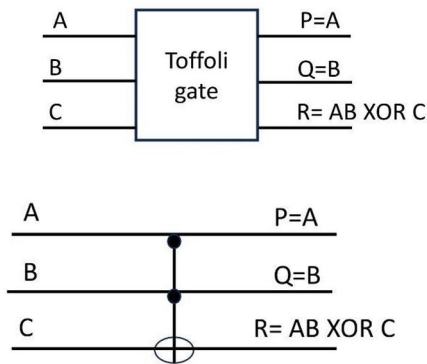 A Toffoli gate P=A
B Q=B
C R= AB XOR C
A P=A
B Q=B
C R= AB XOR C